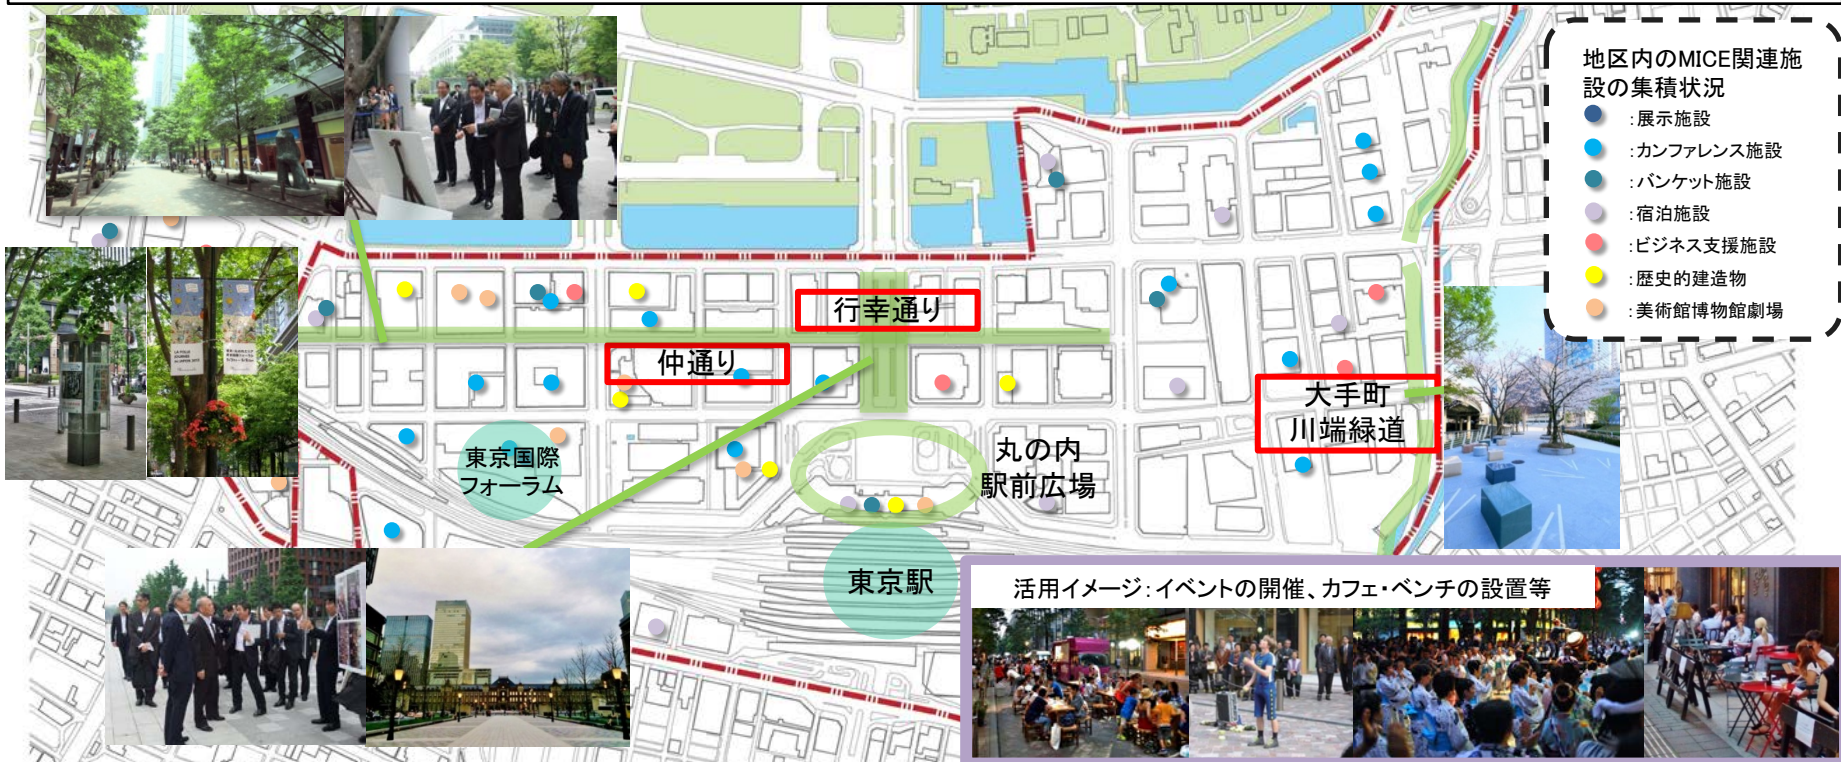 地区内のMICE関連施
設の集積状況
:展示施設
:カンファレンス施設
:バンケット施設
:宿泊施設
:ビジネス支援施設
:歴史的建造物
:美術館博物館劇場
行幸通り
仲通り
大手町
川端緑道
東京国際
フォーラム
丸の内
駅前広場
東京駅
活用イメージ:イベントの開催、カフェ・ベンチの設置等